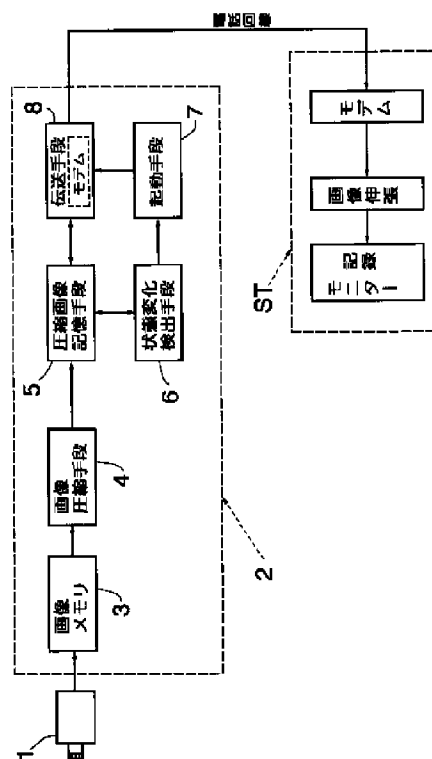 1
画像
メモリ
3
画像
圧縮手段
4
圧縮画像
記憶手段
5
状態変化
検出手段
6
伝送手段
モデム
8
起動手段
7
2
電話回線
モデム
画像伸張
記録
モニター
ST